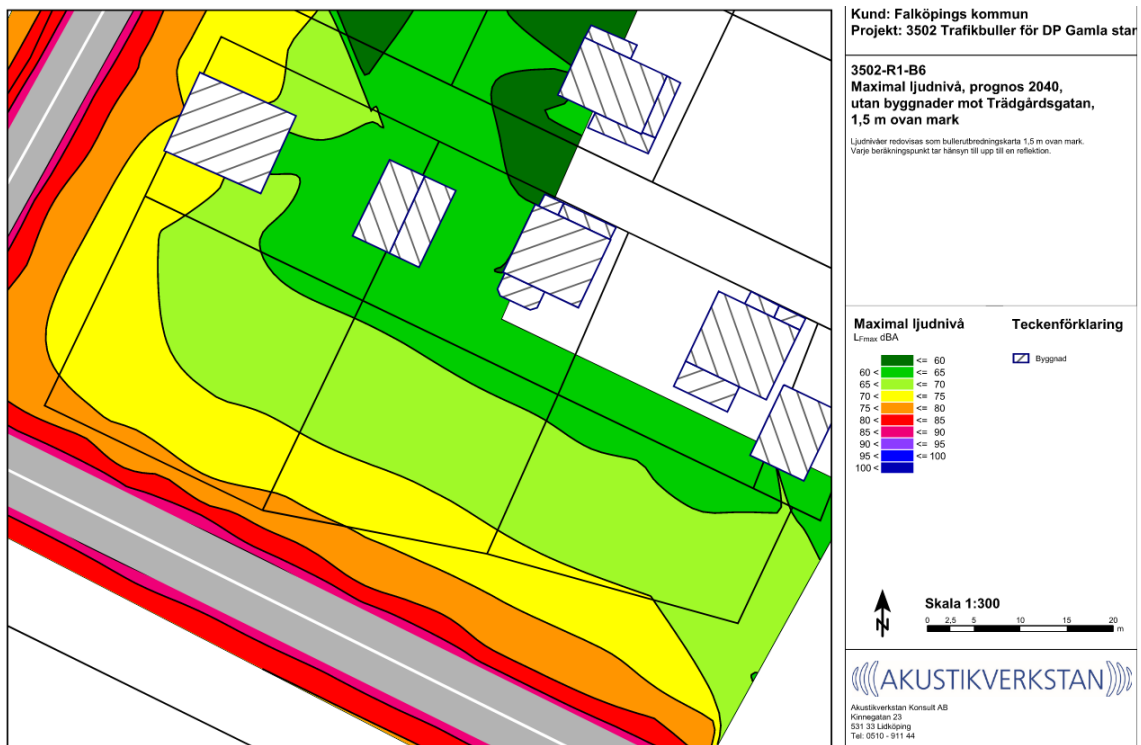 Kund: Falköpings kommun
Projekt: 3502 Trafikbuller för DP Gamla star
3502-R1-B6
Maximal ljudnivå, prognos 2040,
utan byggnader mot Trädgårdsgatan,
1,5 m ovan mark
Ljudnivåer redovisas som bullerutbredningskarta 1,5 m ovan mark.
Varje beräkningspunkt tar hänsyn till upp till en reflektion.
Maximal ljudnivå
LFmax dBA
<= 60
60 < <= 65
65 < <= 70
70 < <= 75
75 < <= 80
80 < <= 85
85 < <= 90
90 < <= 95
95 < <= 100
100 <
Teckenförklaring
Byggnad
N
Skala 1:300
0 2,5 5 10 15 20
m
AKUSTIKVERKSTAN
Akustikverkstan Konsult AB
Kinnegatan 23
531 33 Lidköping
Tel: 0510 - 911 44